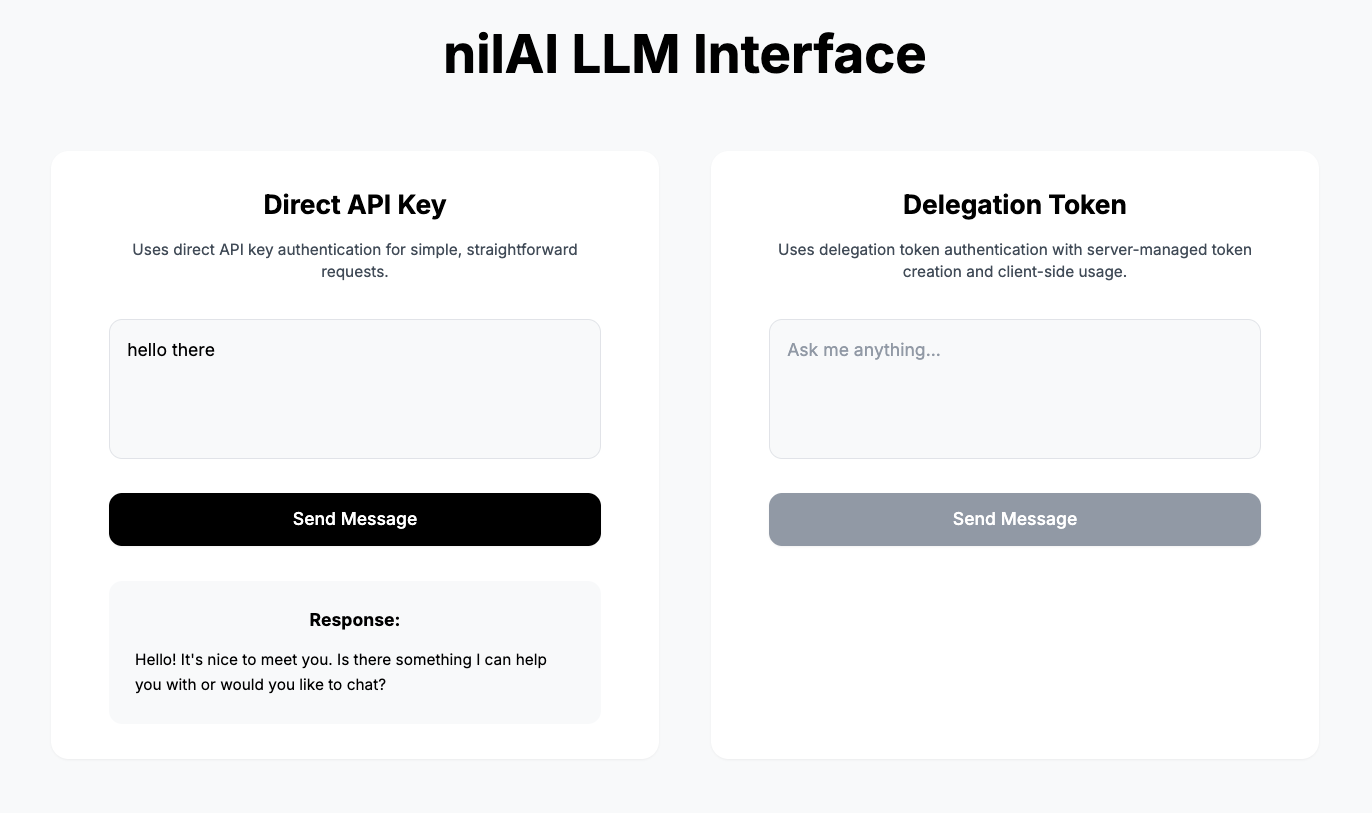 nilAI LLM Interface
Direct API Key
Uses direct API key authentication for simple, straightforward
requests.
hello there
Send Message
Response:
Hello! It's nice to meet you. Is there something I can help
you with or would you like to chat?
Delegation Token
Uses delegation token authentication with server-managed token
creation and client-side usage.
Ask me anything...
Send Message